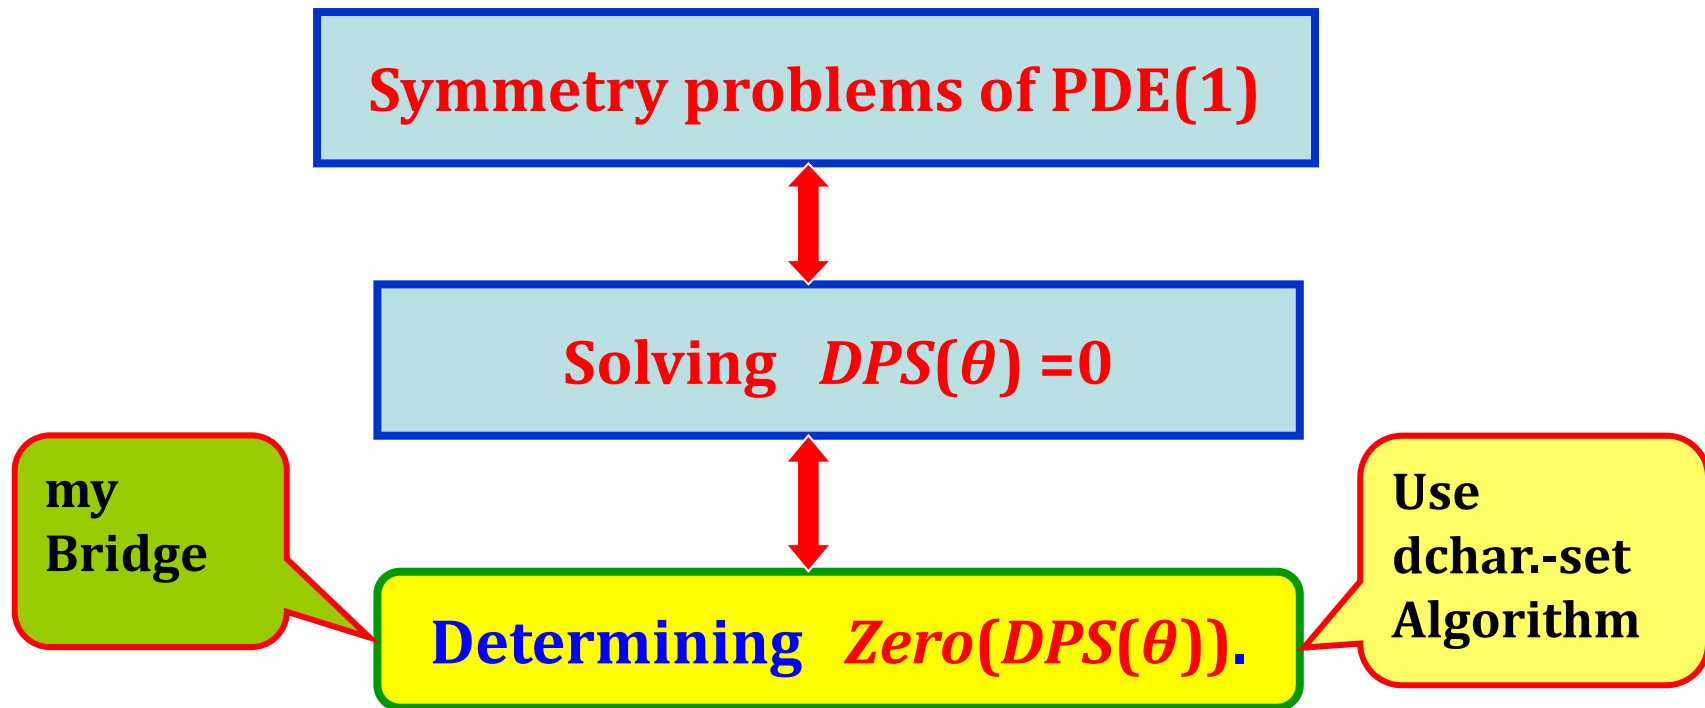 Symmetry problems of PDE(1)
Solving DPS(θ) =0
my
Bridge
Use
dchar.-set
Algorithm
Determining Zero(DPS(θ)).